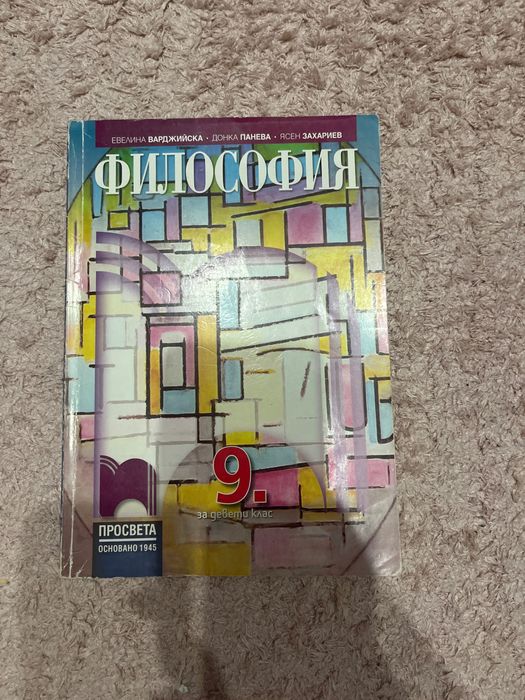 ЕВЕЛИНА ВАРДЖИЙСКА • ДОНКА ПАНЕВА • ЯСЕН ЗАХАРИЕВ
ФИЛОСОФИЯ
9.
за девети клас
ПРОСВЕТА
ОСНОВАНО 1945